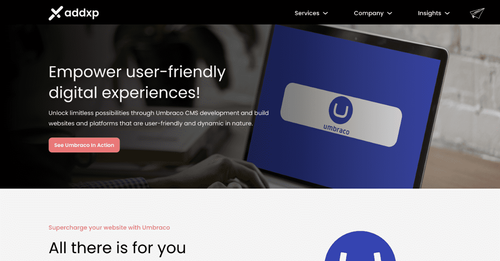 addxp
Services
Company
Insights
Empower user-friendly
digital experiences!
Unlock limitless possibilities through Umbraco CMS development and build
websites and platforms that are user-friendly and dynamic in nature.
See Umbraco in Action
umbraco
Supercharge your website with Umbraco
All there is for you